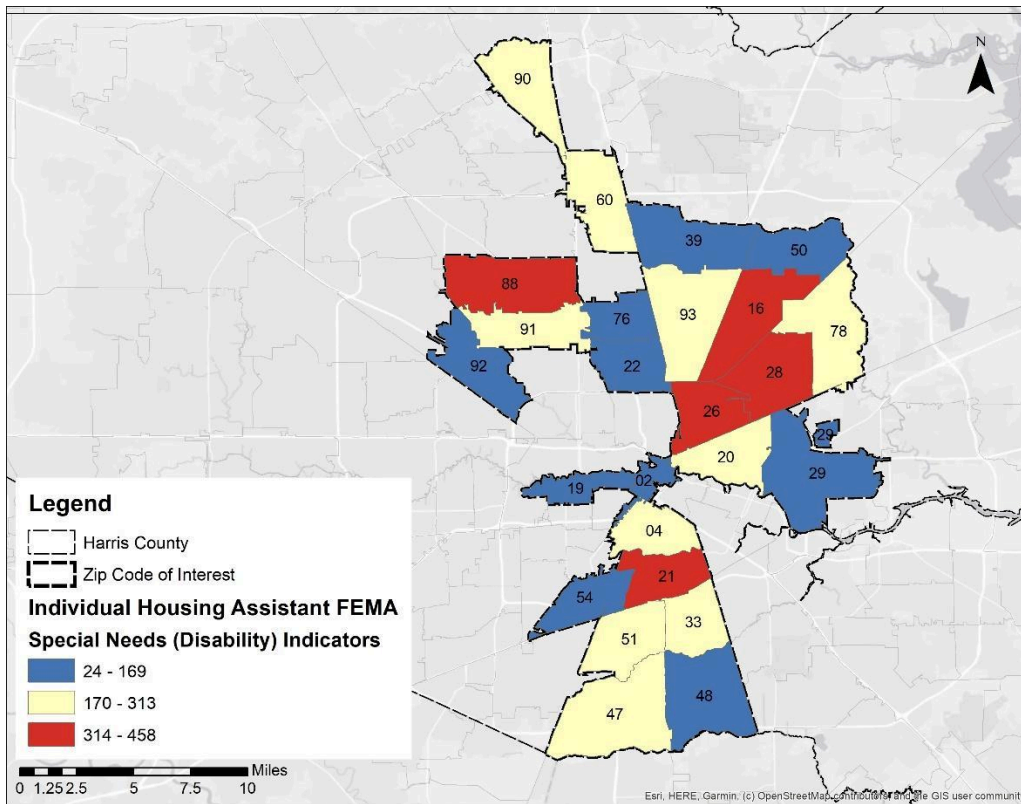 N
90
60
39
50
88
76
93
16
78
91
92
22
28
26
29
20
29
19
02
04
21
54
33
51
48
47
Legend
Harris County
Zip Code of Interest
Individual Housing Assistant FEMA
Special Needs (Disability) Indicators
24 - 169
170 - 313
314 - 458
Miles
0 1.25 2.5 5 7.5 10
Esri, HERE, Garmin, (c) OpenStreetMap contributors, and the GIS user communit